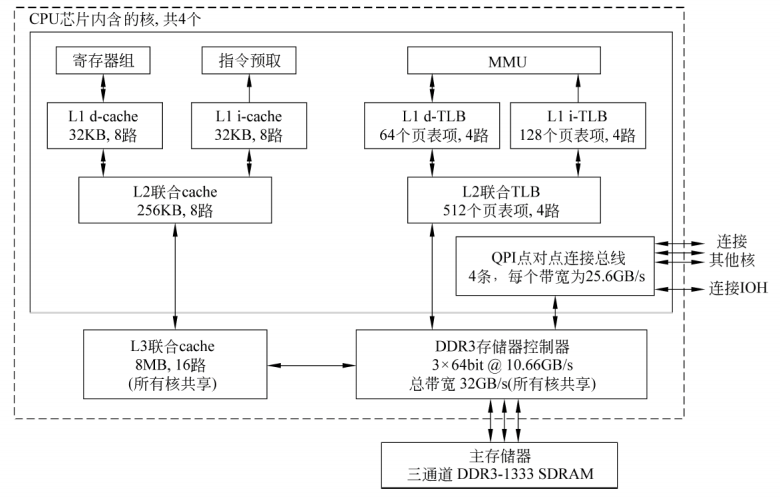 CPU芯片内含的核, 共4个
寄存器组
指令预取
MMU
L1 d-cache
32KB, 8路
L1 i-cache
32KB, 8路
L1 d-TLB
64个页表项, 4路
L1 i-TLB
128个页表项, 4路
L2联合cache
256KB, 8路
L2联合TLB
512个页表项, 4路
QPI点对点连接总线
4条，每个带宽为25.6GB/s
连接
其他核
连接IOH
L3联合cache
8MB, 16路
(所有核共享)
DDR3存储器控制器
3×64bit @ 10.66GB/s
总带宽 32GB/s(所有核共享)
主存储器
三通道 DDR3-1333 SDRAM